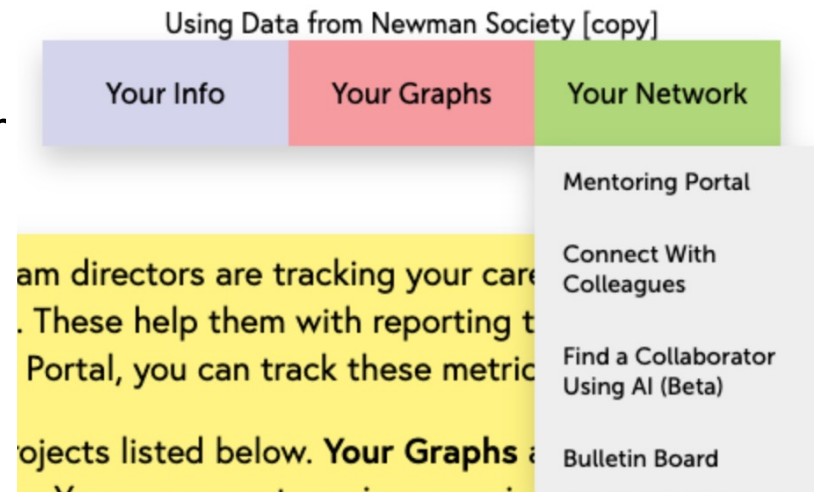 Using Data from Newman Society [copy]
Your Info
Your Graphs
Your Network
Mentoring Portal
Connect With
Colleagues
Find a Collaborator
Using AI (Beta)
Bulletin Board
am directors are tracking your care
. These help them with reporting t
Portal, you can track these metric
ojects listed below. Your Graphs a